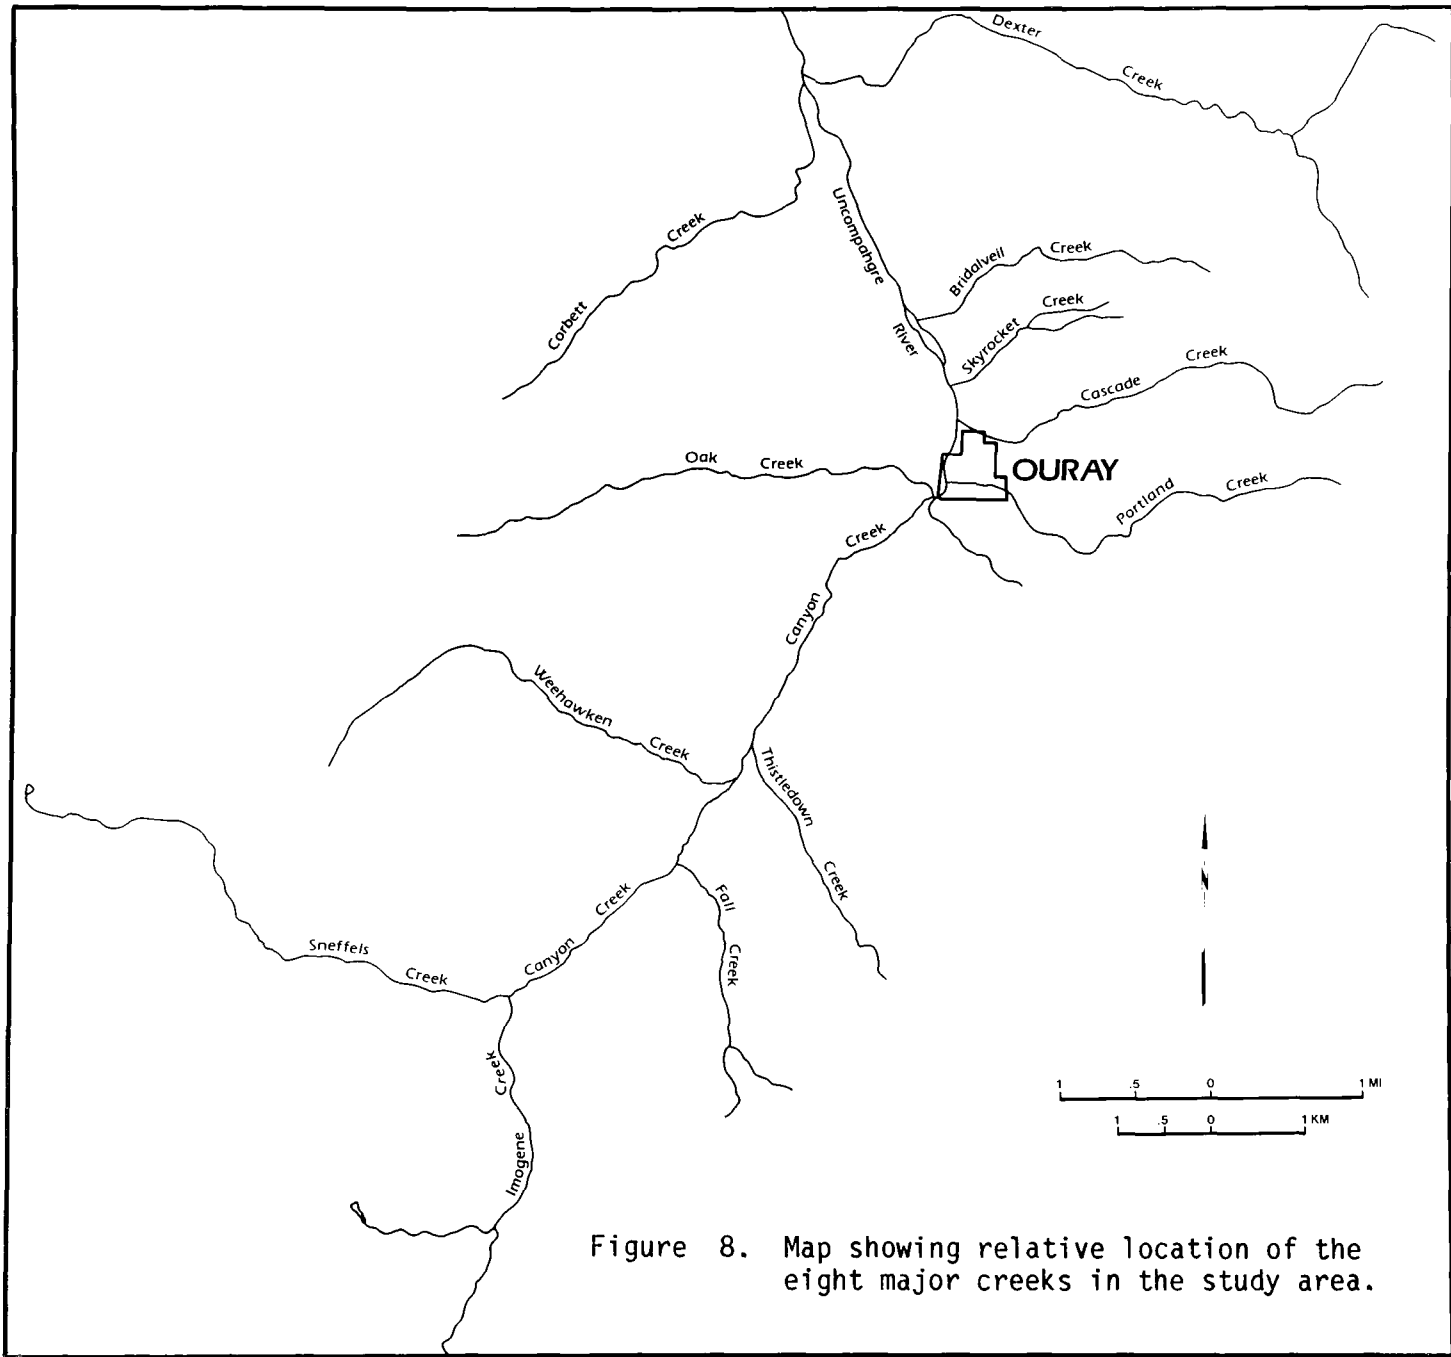 Dexter
Creek
Uncompahgre
River
Corbett
Creek
Bridalveil
Creek
Skyrocket
Creek
Cascade
Creek
OURAY
Oak
Creek
Portland
Creek
Canyon
Creek
Weehawken
Creek
Thistledown
Creek
Fall
Creek
Canyon
Creek
Sneffels
Creek
Imogene
Creek
N
1 .5 0 1 MI
1 .5 0 1 KM
Figure 8. Map showing relative location of the
eight major creeks in the study area.